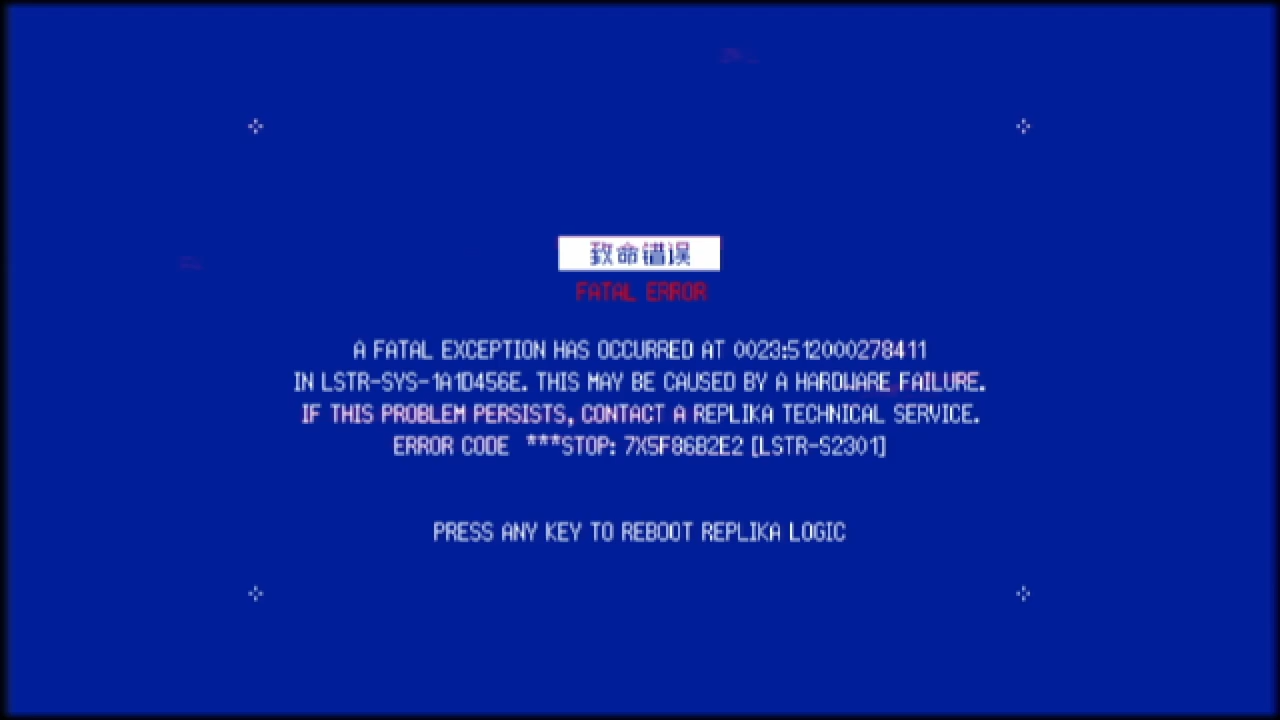 致命错误
FATAL ERROR
A FATAL EXCEPTION HAS OCCURRED AT 0023:512000278411
IN LSTR-SYS-1A1D456E. THIS MAY BE CAUSED BY A HARDWARE FAILURE.
IF THIS PROBLEM PERSISTS, CONTACT A REPLIKA TECHNICAL SERVICE.
ERROR CODE ***STOP: 7X5F86B2E2 [LSTR-S2301]
PRESS ANY KEY TO REBOOT REPLIKA LOGIC